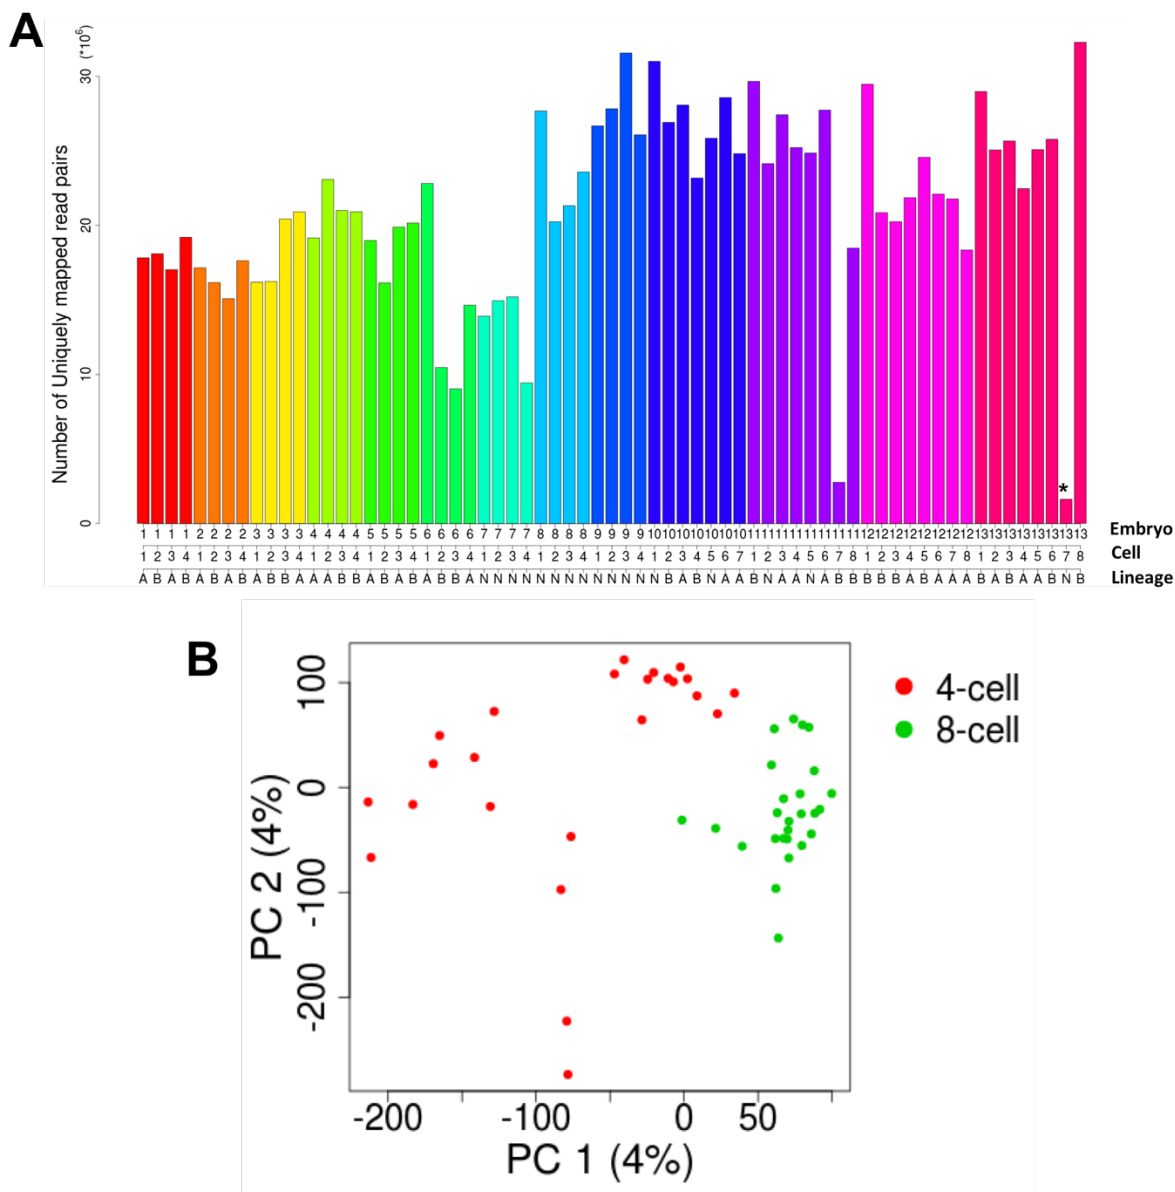 A
Number of Uniquely mapped read pairs (*10⁶)
30
20
10
0
*
1 1 1 1 2 2 2 2 3 3 3 3 4 4 4 4 5 5 5 5 6 6 6 6 7 7 7 7 8 8 8 8 9 9 9 9 10 10 10 10 10 10 10 11 11 11 11 11 11 11 11 12 12 12 12 12 12 12 12 13 13 13 13 13 13 13 13 Embryo
1 2 3 4 1 2 3 4 1 2 3 4 1 2 3 4 1 2 3 4 1 2 3 4 1 2 3 4 1 2 3 4 1 2 3 4 1 2 3 4 5 6 7 1 2 3 4 5 6 7 8 1 2 3 4 5 6 7 8 1 2 3 4 5 6 7 8 Cell
Lineage
B
4-cell
8-cell
PC 2 (4%)
100
0
-100
-200
-200 -100 0 50
PC 1 (4%)